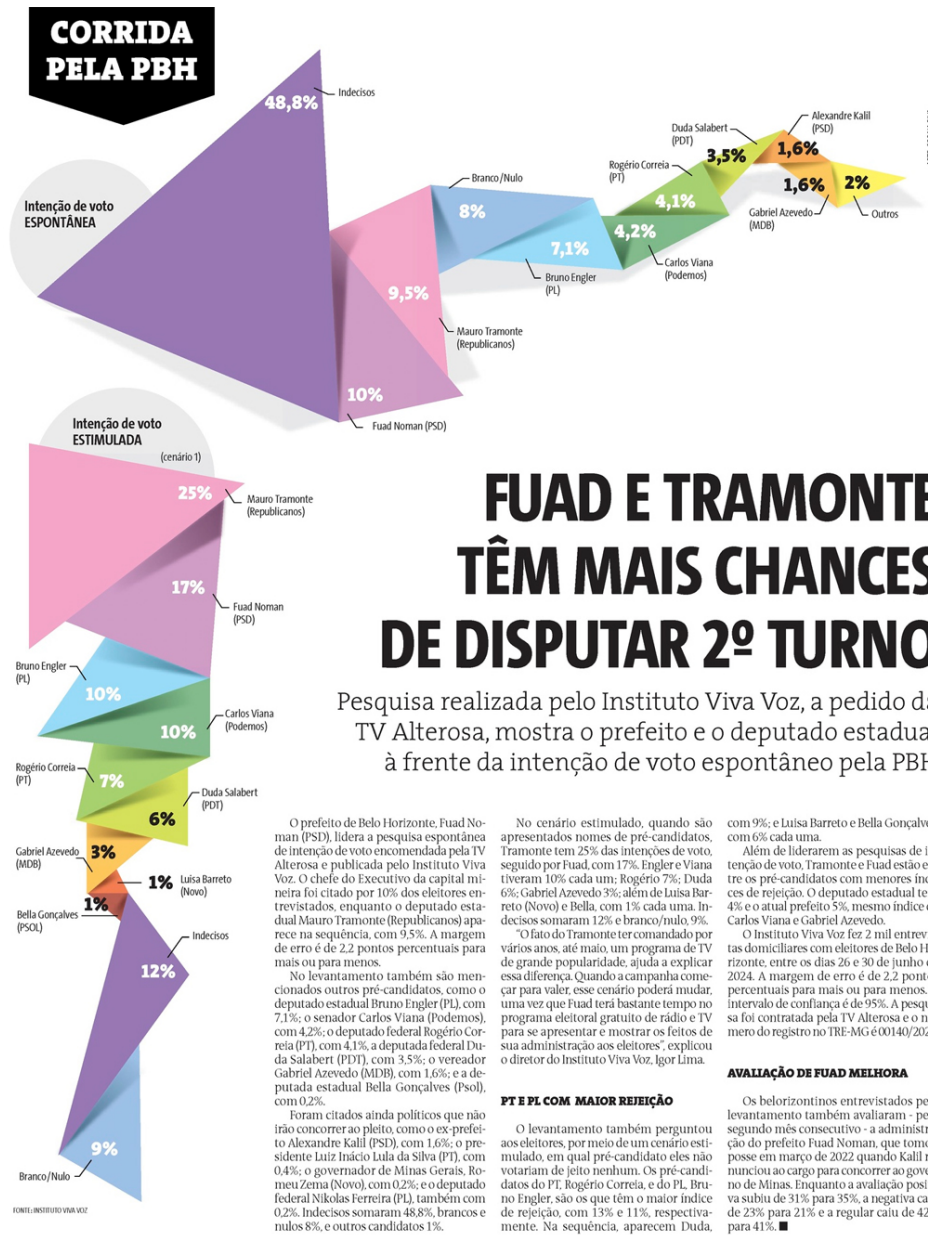 CORRIDA
PELA PBH
Intenção de voto
ESPONTÂNEA
48,8%
Indecisos
10%
Fuad Noman (PSD)
9,5%
Mauro Tramonte
(Republicanos)
8%
Branco/Nulo
7,1%
Bruno Engler
(PL)
4,2%
Carlos Viana
(Podemos)
4,1%
Rogério Correia
(PT)
3,5%
Duda Salabert
(PDT)
1,6%
Alexandre Kalil
(PSD)
1,6%
Gabriel Azevedo
(MDB)
2%
Outros
Intenção de voto
ESTIMULADA
(cenário 1)
25%
Mauro Tramonte
(Republicanos)
17%
Fuad Noman
(PSD)
Bruno Engler
(PL)
10%
10%
Carlos Viana
(Podemos)
Rogério Correia
(PT)
7%
Duda Salabert
(PDT)
6%
Gabriel Azevedo
(MDB)
3%
1%
Luisa Barreto
(Novo)
1%
Bella Gonçalves
(PSOL)
Indecisos
12%
9%
Branco/Nulo
FONTE: INSTITUTO VIVA VOZ
FUAD E TRAMONTE
TÊM MAIS CHANCES
DE DISPUTAR 2º TURNO
Pesquisa realizada pelo Instituto Viva Voz, a pedido da
TV Alterosa, mostra o prefeito e o deputado estadua
à frente da intenção de voto espontâneo pela PBH
O prefeito de Belo Horizonte, Fuad No-
man (PSD), lidera a pesquisa espontânea
de intenção de voto encomendada pela TV
Alterosa e publicada pelo Instituto Viva
Voz. O chefe do Executivo da capital mi-
neira foi citado por 10% dos eleitores en-
trevistados, enquanto o deputado esta-
dual Mauro Tramonte (Republicanos) apa-
rece na sequência, com 9,5%. A margem
de erro é de 2,2 pontos percentuais para
mais ou para menos.
No levantamento também são men-
cionados outros pré-candidatos, como o
deputado estadual Bruno Engler (PL), com
7,1%; o senador Carlos Viana (Podemos),
com 4,2%; o deputado federal Rogério Cor-
reia (PT), com 4,1%, a deputada federal Du-
da Salabert (PDT), com 3,5%; o vereador
Gabriel Azevedo (MDB), com 1,6%; e a de-
putada estadual Bella Gonçalves (Psol),
com 0,2%.
Foram citados ainda políticos que não
irão concorrer ao pleito, como o ex-prefei-
to Alexandre Kalil (PSD), com 1,6%; o pre-
sidente Luiz Inácio Lula da Silva (PT), com
0,4%; o governador de Minas Gerais, Ro-
meu Zema (Novo), com 0,2%; e o deputado
federal Nikolas Ferreira (PL), também com
0,2%. Indecisos somaram 48,8%, brancos e
nulos 8%, e outros candidatos 1%.
No cenário estimulado, quando são
apresentados nomes de pré-candidatos,
Tramonte tem 25% das intenções de voto,
seguido por Fuad, com 17%. Engler e Viana
tiveram 10% cada um; Rogério 7%; Duda
6%; Gabriel Azevedo 3%; além de Luisa Bar-
reto (Novo) e Bella, com 1% cada uma. In-
decisos somaram 12% e branco/nulo, 9%.
“O fato do Tramonte ter comandado por
vários anos, até maio, um programa de TV
de grande popularidade, ajuda a explicar
essa diferença. Quando a campanha come-
çar para valer, esse cenário poderá mudar,
uma vez que Fuad terá bastante tempo no
programa eleitoral gratuito de rádio e TV
para se apresentar e mostrar os feitos de
sua administração aos eleitores”, explicou
o diretor do Instituto Viva Voz, Igor Lima.
PT E PL COM MAIOR REJEIÇÃO
O levantamento também perguntou
aos eleitores, por meio de um cenário esti-
mulado, em qual pré-candidato eles não
votariam de jeito nenhum. Os pré-candi-
datos do PT, Rogério Correia, e do PL, Bru-
no Engler, são os que têm o maior índice
de rejeição, com 13% e 11%, respectiva-
mente. Na sequência, aparecem Duda,
com 9%; e Luisa Barreto e Bella Gonçalve
com 6% cada uma.
Além de liderarem as pesquisas de i
tenção de voto, Tramonte e Fuad estão e
tre os pré-candidatos com menores índ
ces de rejeição. O deputado estadual te
4% e o atual prefeito 5%, mesmo índice d
Carlos Viana e Gabriel Azevedo.
O Instituto Viva Voz fez 2 mil entrevi
tas domiciliares com eleitores de Belo H
rizonte, entre os dias 26 e 30 de junho d
2024. A margem de erro é de 2,2 ponto
percentuais para mais ou para menos.
intervalo de confiança é de 95%. A pesqu
sa foi contratada pela TV Alterosa e o n
mero do registro no TRE-MG é 00140/202
AVALIAÇÃO DE FUAD MELHORA
Os belorizontinos entrevistados pe
levantamento também avaliaram - pe
segundo mês consecutivo - a administr
ção do prefeito Fuad Noman, que tomo
posse em março de 2022 quando Kalil r
nunciou ao cargo para concorrer ao gove
no de Minas. Enquanto a avaliação posi
va subiu de 31% para 35%, a negativa ca
de 23% para 21% e a regular caiu de 42
para 41%.